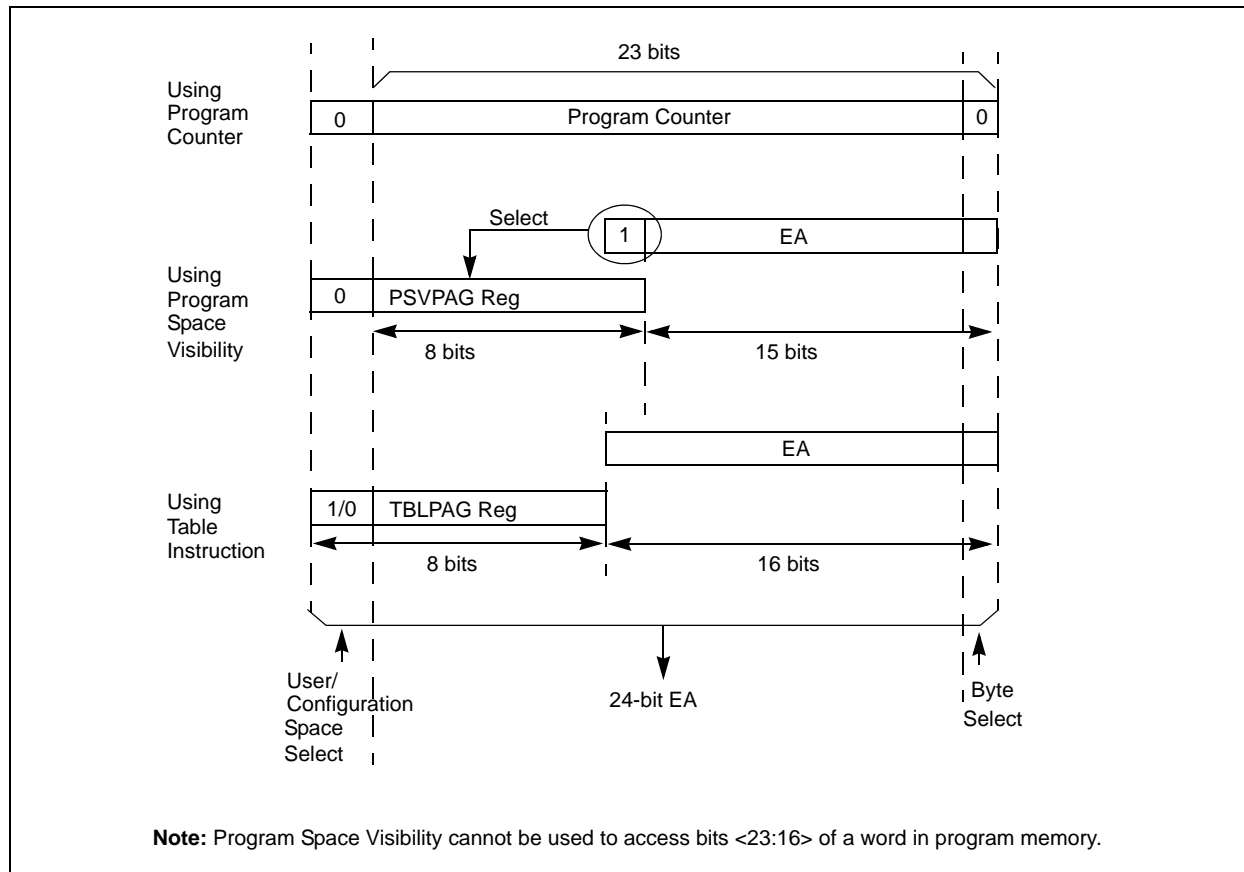 23 bits
Using
Program
Counter
0
Program Counter
0
Select
1
EA
Using
Program
Space
Visibility
0
PSVPAG Reg
8 bits
15 bits
EA
Using
Table
Instruction
1/0
TBLPAG Reg
8 bits
16 bits
User/
Configuration
Space
Select
24-bit EA
Byte
Select
Note: Program Space Visibility cannot be used to access bits <23:16> of a word in program memory.